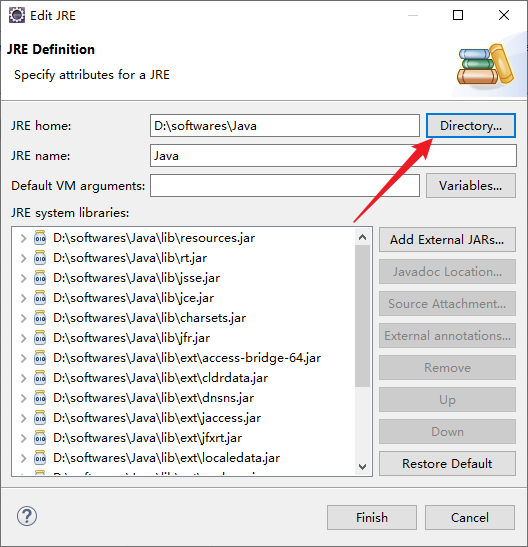 Edit JRE
JRE Definition
Specify attributes for a JRE
JRE home:
D:\softwares\Java
Directory...
JRE name:
Java
Default VM arguments:
Variables...
JRE system libraries:
D:\softwares\Java\lib\resources.jar
D:\softwares\Java\lib\rt.jar
D:\softwares\Java\lib\jsse.jar
D:\softwares\Java\lib\jce.jar
D:\softwares\Java\lib\charsets.jar
D:\softwares\Java\lib\jfr.jar
D:\softwares\Java\lib\ext\access-bridge-64.jar
D:\softwares\Java\lib\ext\cldrdata.jar
D:\softwares\Java\lib\ext\dnsns.jar
D:\softwares\Java\lib\ext\jaccess.jar
D:\softwares\Java\lib\ext\jfxrt.jar
D:\softwares\Java\lib\ext\localedata.jar
Add External JARs...
Javadoc Location...
Source Attachment...
External annotations...
Remove
Up
Down
Restore Default
?
Finish
Cancel